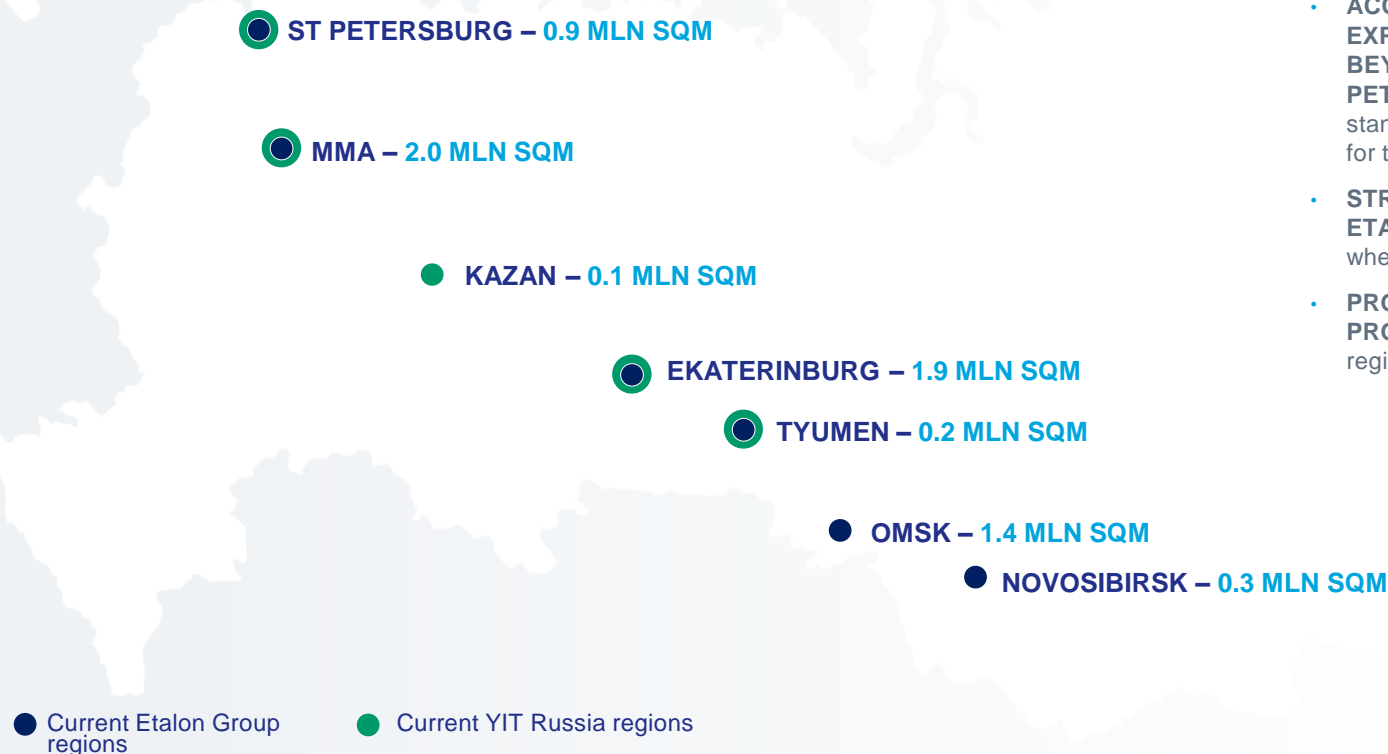 ST PETERSBURG – 0.9 MLN SQM
MMA – 2.0 MLN SQM
KAZAN – 0.1 MLN SQM
EKATERINBURG – 1.9 MLN SQM
TYUMEN – 0.2 MLN SQM
OMSK – 1.4 MLN SQM
NOVOSIBIRSK – 0.3 MLN SQM
Current Etalon Group
regions
Current YIT Russia regions
for